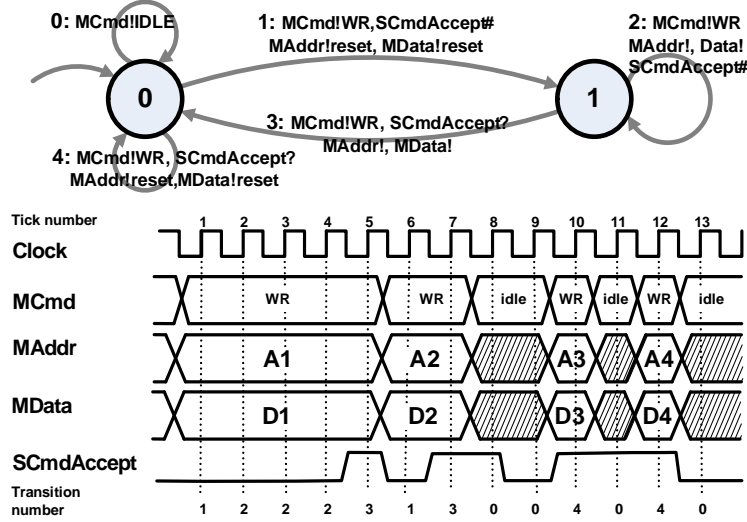 0: MCmd!IDLE
1: MCmd!WR,SCmdAccept#
MAddr!reset, MData!reset
2: MCmd!WR
MAddr!, Data!
SCmdAccept#
0
1
3: MCmd!WR, SCmdAccept?
MAddr!, MData!
4: MCmd!WR, SCmdAccept?
MAddr!reset,MData!reset
Tick number
1 2 3 4 5 6 7 8 9 10 11 12 13
Clock
MCmd WR WR idle WR idle WR idle
MAddr A1 A2 A3 A4
MData D1 D2 D3 D4
SCmdAccept
Transition
number 1 2 2 2 3 1 3 0 0 4 0 4 0